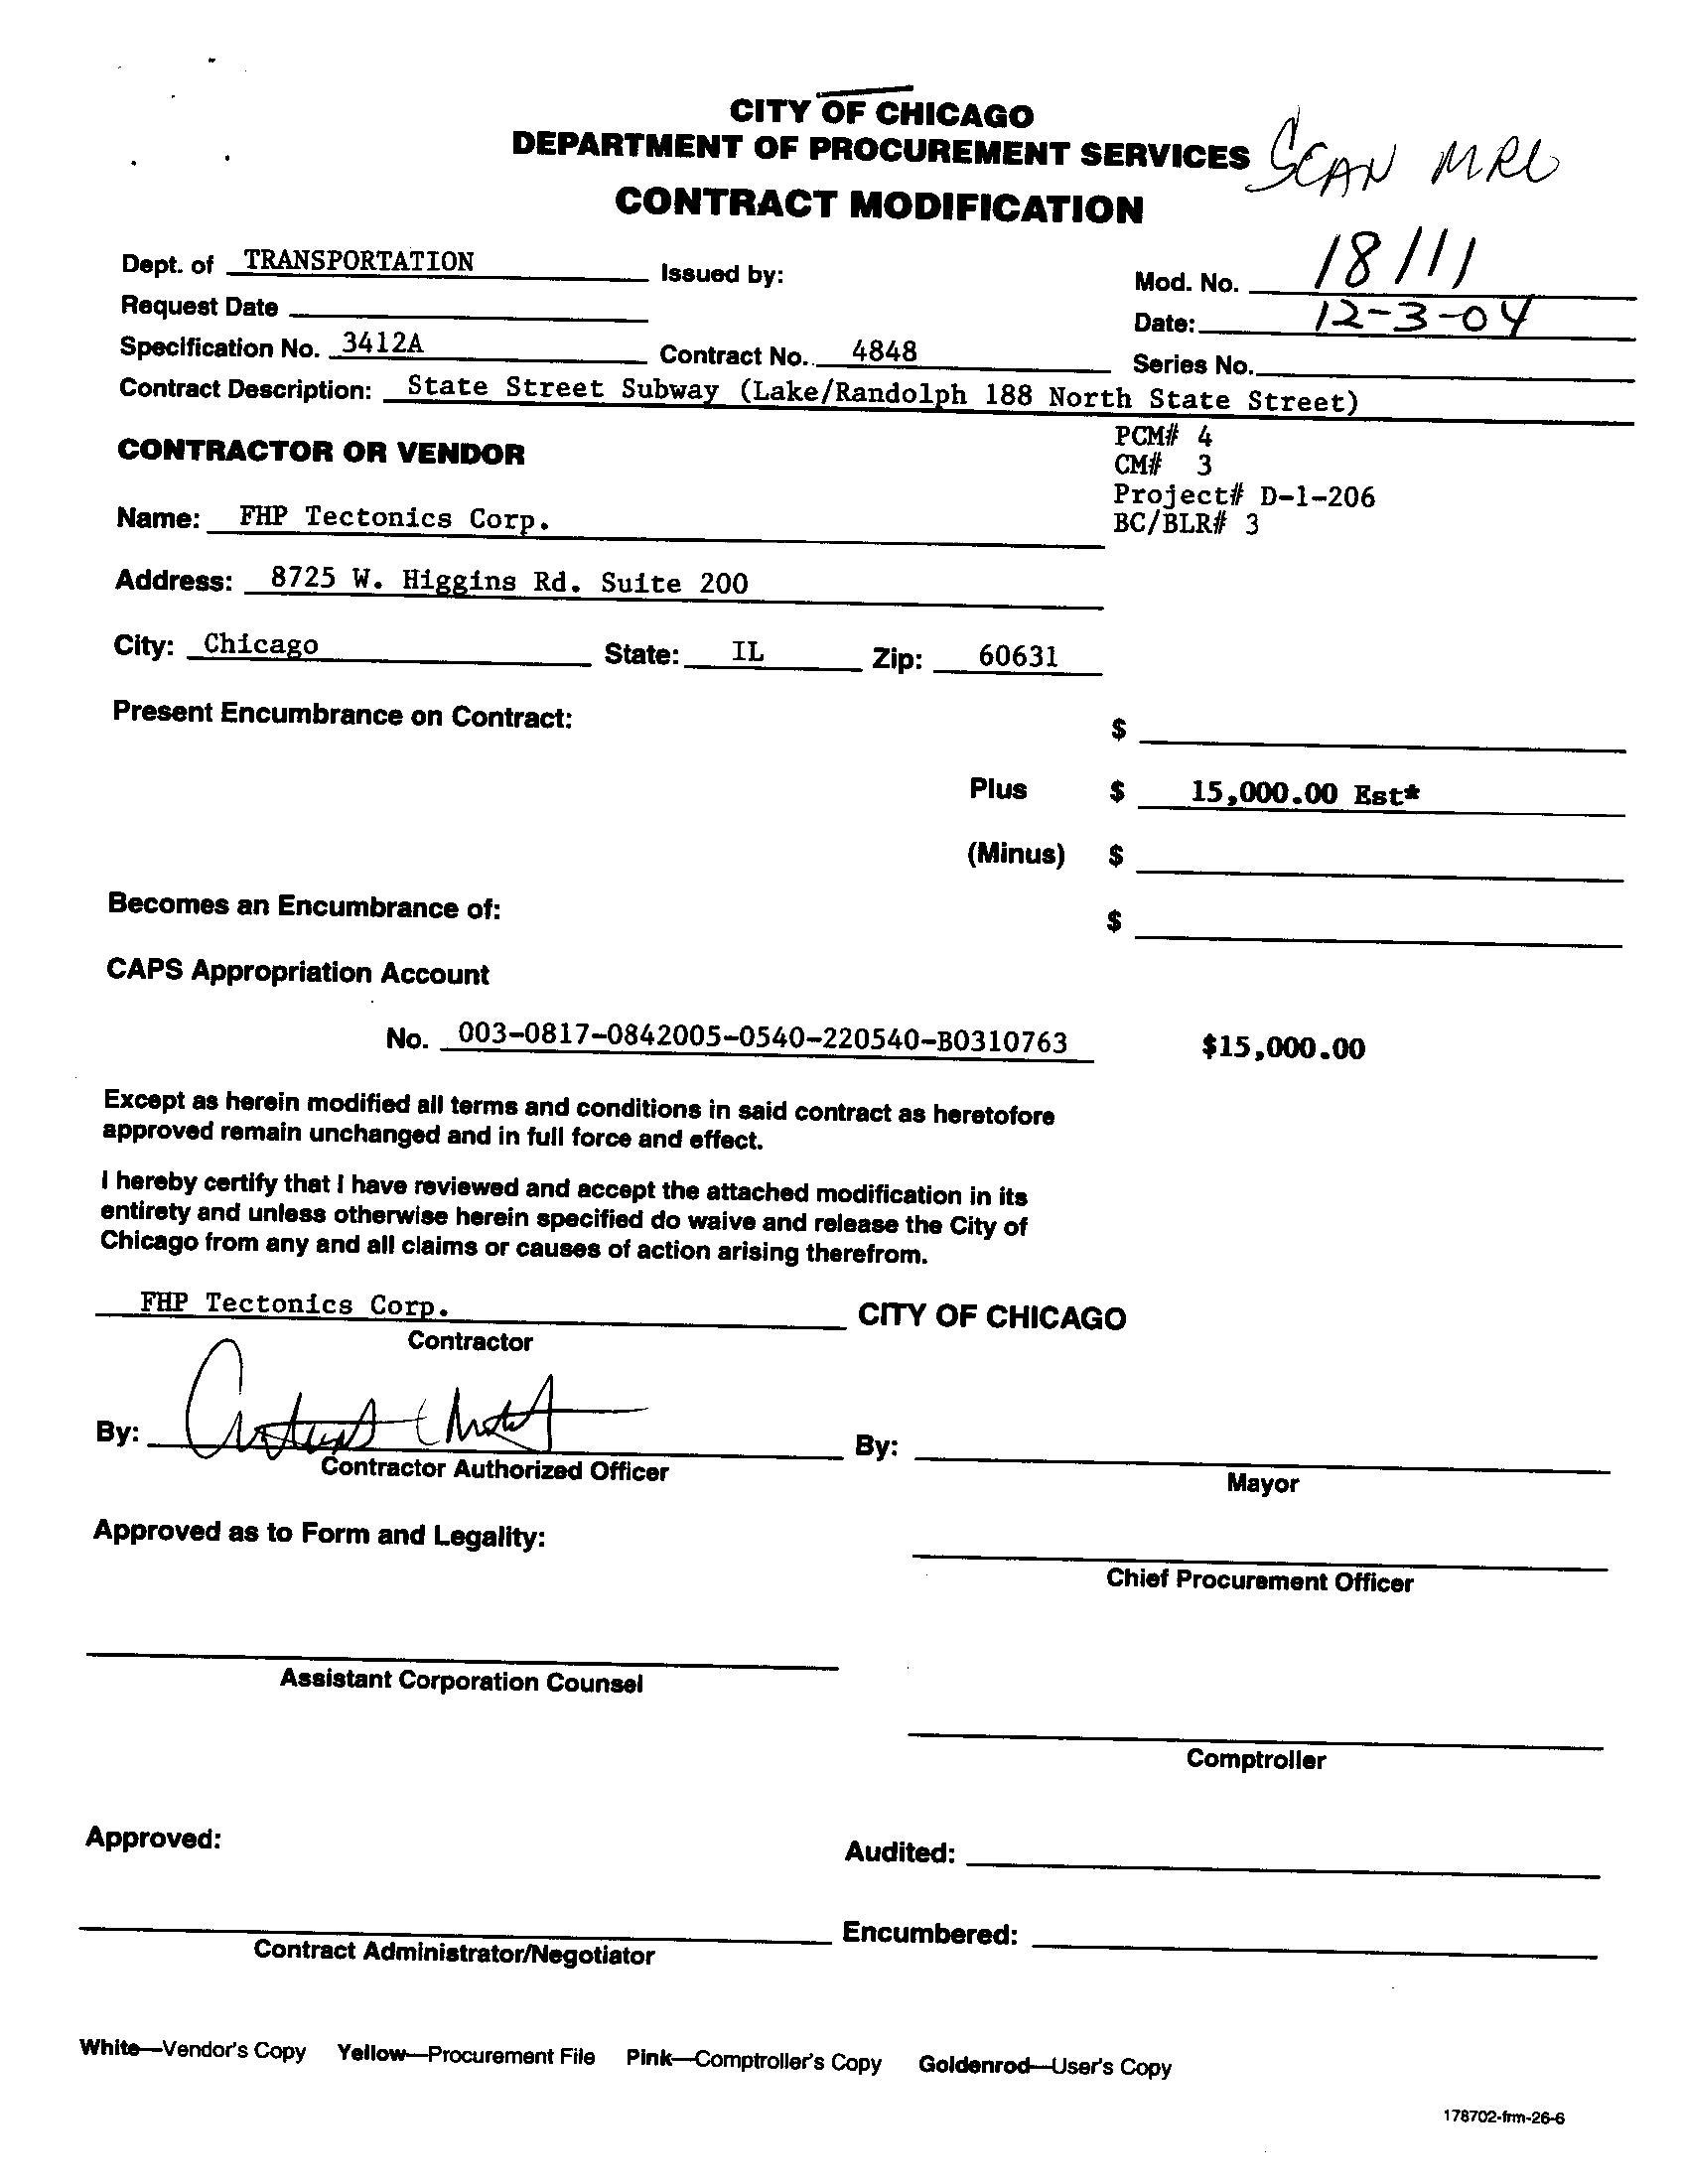 CITY OF CHICAGO
DEPARTMENT OF PROCUREMENT SERVICES
SCAN MRL
CONTRACT MODIFICATION
Dept. of TRANSPORTATION Issued by: Mod. No. 18111
Request Date Date: 12-3-04
Specification No. 3412A Contract No. 4848 Series No.
Contract Description: State Street Subway (Lake/Randolph 188 North State Street)
CONTRACTOR OR VENDOR
PCM# 4
CM# 3
Project# D-1-206
BC/BLR# 3
Name: FHP Tectonics Corp.
Address: 8725 W. Higgins Rd. Suite 200
City: Chicago State: IL Zip: 60631
Present Encumbrance on Contract: $
Plus $ 15,000.00 Est*
(Minus) $
Becomes an Encumbrance of: $
CAPS Appropriation Account
No. 003-0817-0842005-0540-220540-B0310763 $15,000.00
Except as herein modified all terms and conditions in said contract as heretofore
approved remain unchanged and in full force and effect.
I hereby certify that I have reviewed and accept the attached modification in its
entirety and unless otherwise herein specified do waive and release the City of
Chicago from any and all claims or causes of action arising therefrom.
FHP Tectonics Corp. CITY OF CHICAGO
Contractor
By: By:
Contractor Authorized Officer Mayor
Approved as to Form and Legality:
Chief Procurement Officer
Assistant Corporation Counsel
Comptroller
Approved: Audited:
Encumbered:
Contract Administrator/Negotiator
White—Vendor's Copy Yellow—Procurement File Pink—Comptroller's Copy Goldenrod—User's Copy
178702-frm-26-6